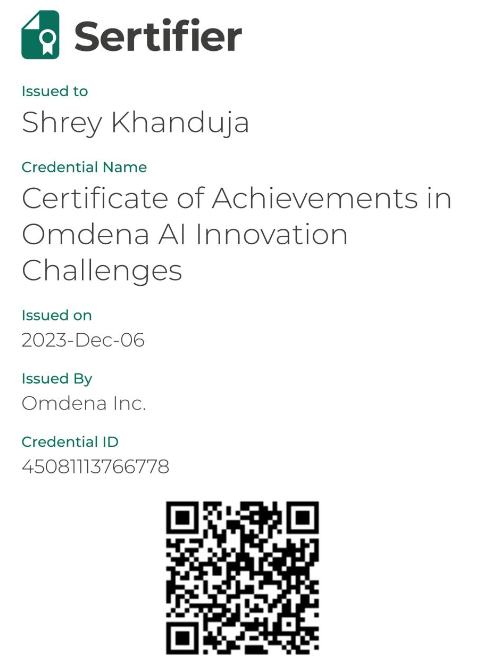 Sertifier
Issued to
Shrey Khanduja
Credential Name
Certificate of Achievements in
Omdena AI Innovation
Challenges
Issued on
2023-Dec-06
Issued By
Omdena Inc.
Credential ID
45081113766778